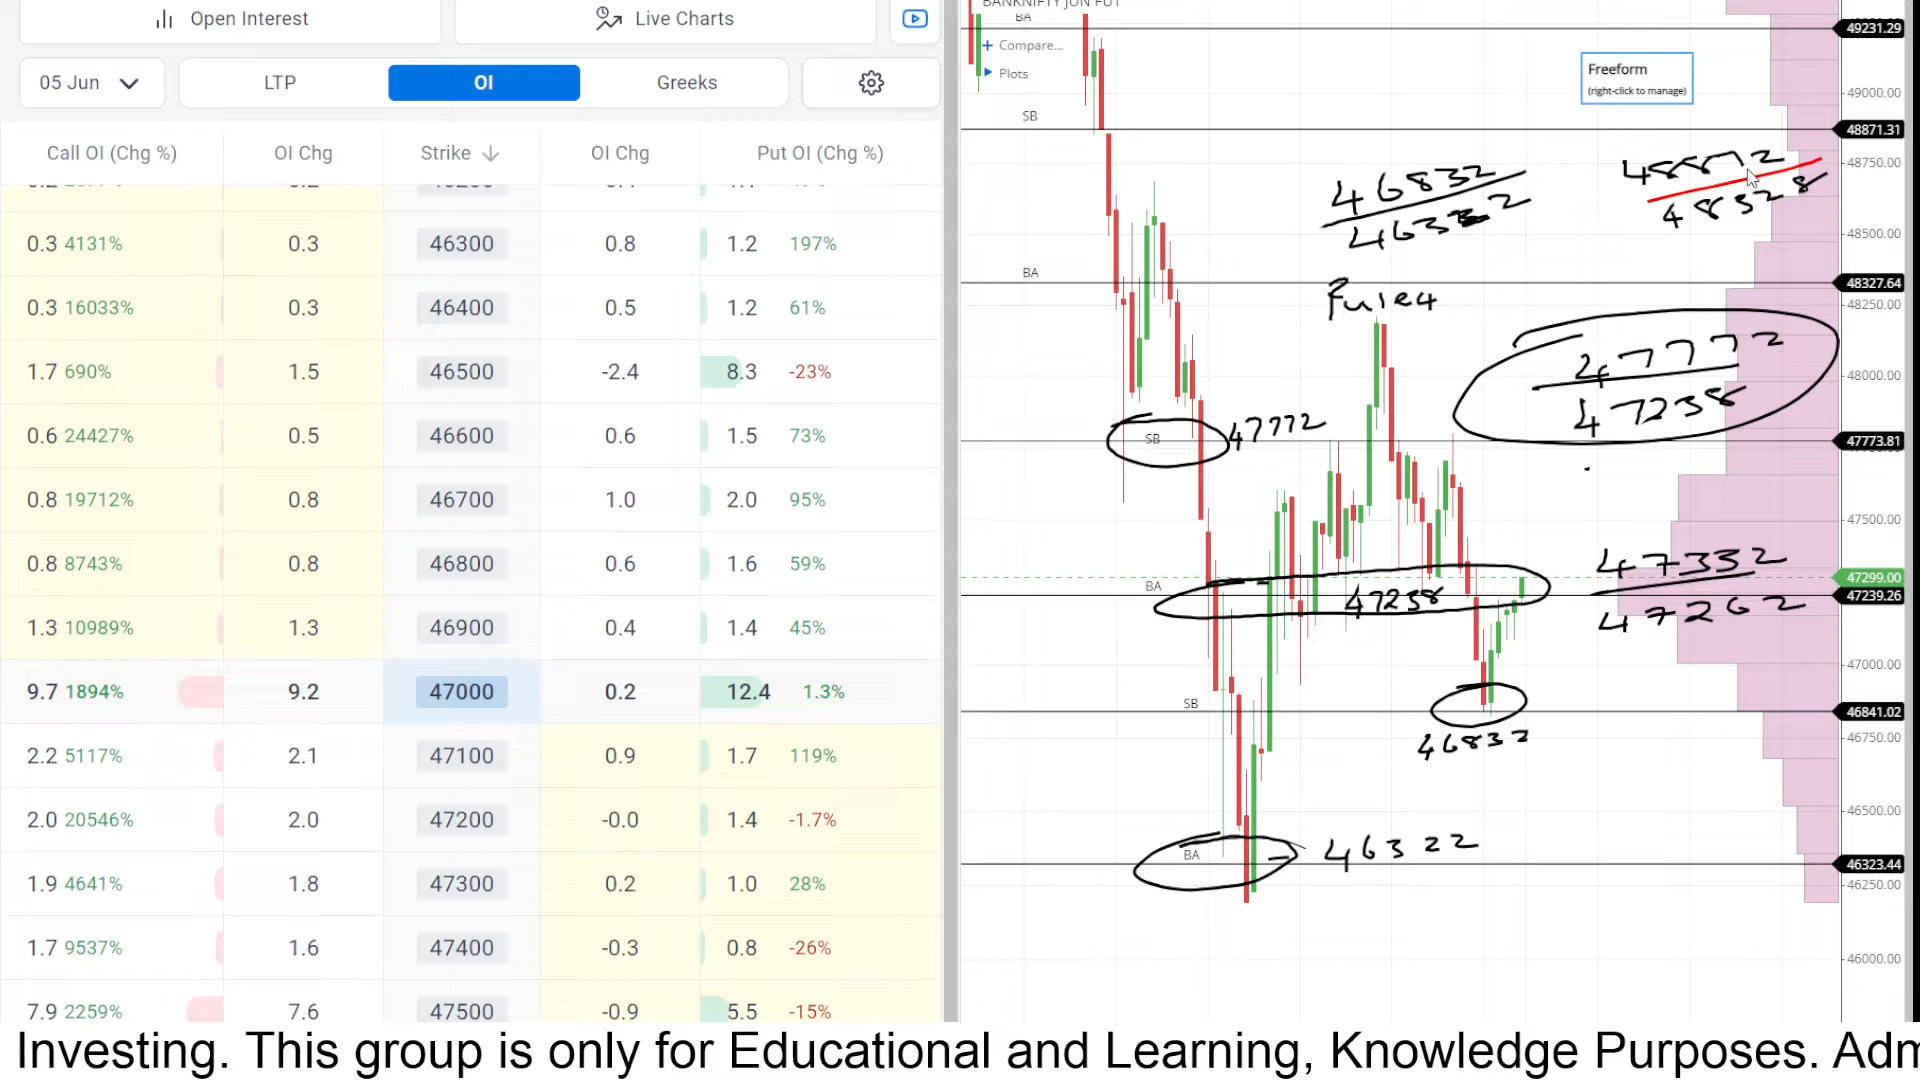 Open Interest
Live Charts
05 Jun
LTP
OI
Greeks
Call OI (Chg %) OI Chg Strike OI Chg Put OI (Chg %)
0.3 4131% 0.3 46300 0.8 1.2 197%
0.3 16033% 0.3 46400 0.5 1.2 61%
1.7 690% 1.5 46500 -2.4 8.3 -23%
0.6 24427% 0.5 46600 0.6 1.5 73%
0.8 19712% 0.8 46700 1.0 2.0 95%
0.8 8743% 0.8 46800 0.6 1.6 59%
1.3 10989% 1.3 46900 0.4 1.4 45%
9.7 1894% 9.2 47000 0.2 12.4 1.3%
2.2 5117% 2.1 47100 0.9 1.7 119%
2.0 20546% 2.0 47200 -0.0 1.4 -1.7%
1.9 4641% 1.8 47300 0.2 1.0 28%
1.7 9537% 1.6 47400 -0.3 0.8 -26%
7.9 2259% 7.6 47500 -0.9 5.5 -15%
BANKNIFTY JUN FUT
BA
Compare...
Plots
SB
BA
SB
BA
SB
BA
Freeform
(right-click to manage)
46832
48872
48328
47772
47772
47238
47238
47332
47262
46832
46322
49231.29
49000.00
48871.31
48750.00
48500.00
48327.64
48250.00
48000.00
47773.81
47500.00
47299.00
47239.26
47000.00
46841.02
46750.00
46500.00
46323.44
46250.00
46000.00
Investing. This group is only for Educational and Learning, Knowledge Purposes. Adm